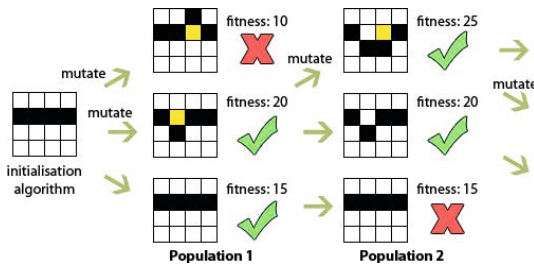 fitness: 10
fitness: 25
mutate
mutate
mutate
mutate
fitness: 20
fitness: 20
initialisation
algorithm
fitness: 15
fitness: 15
Population 1
Population 2